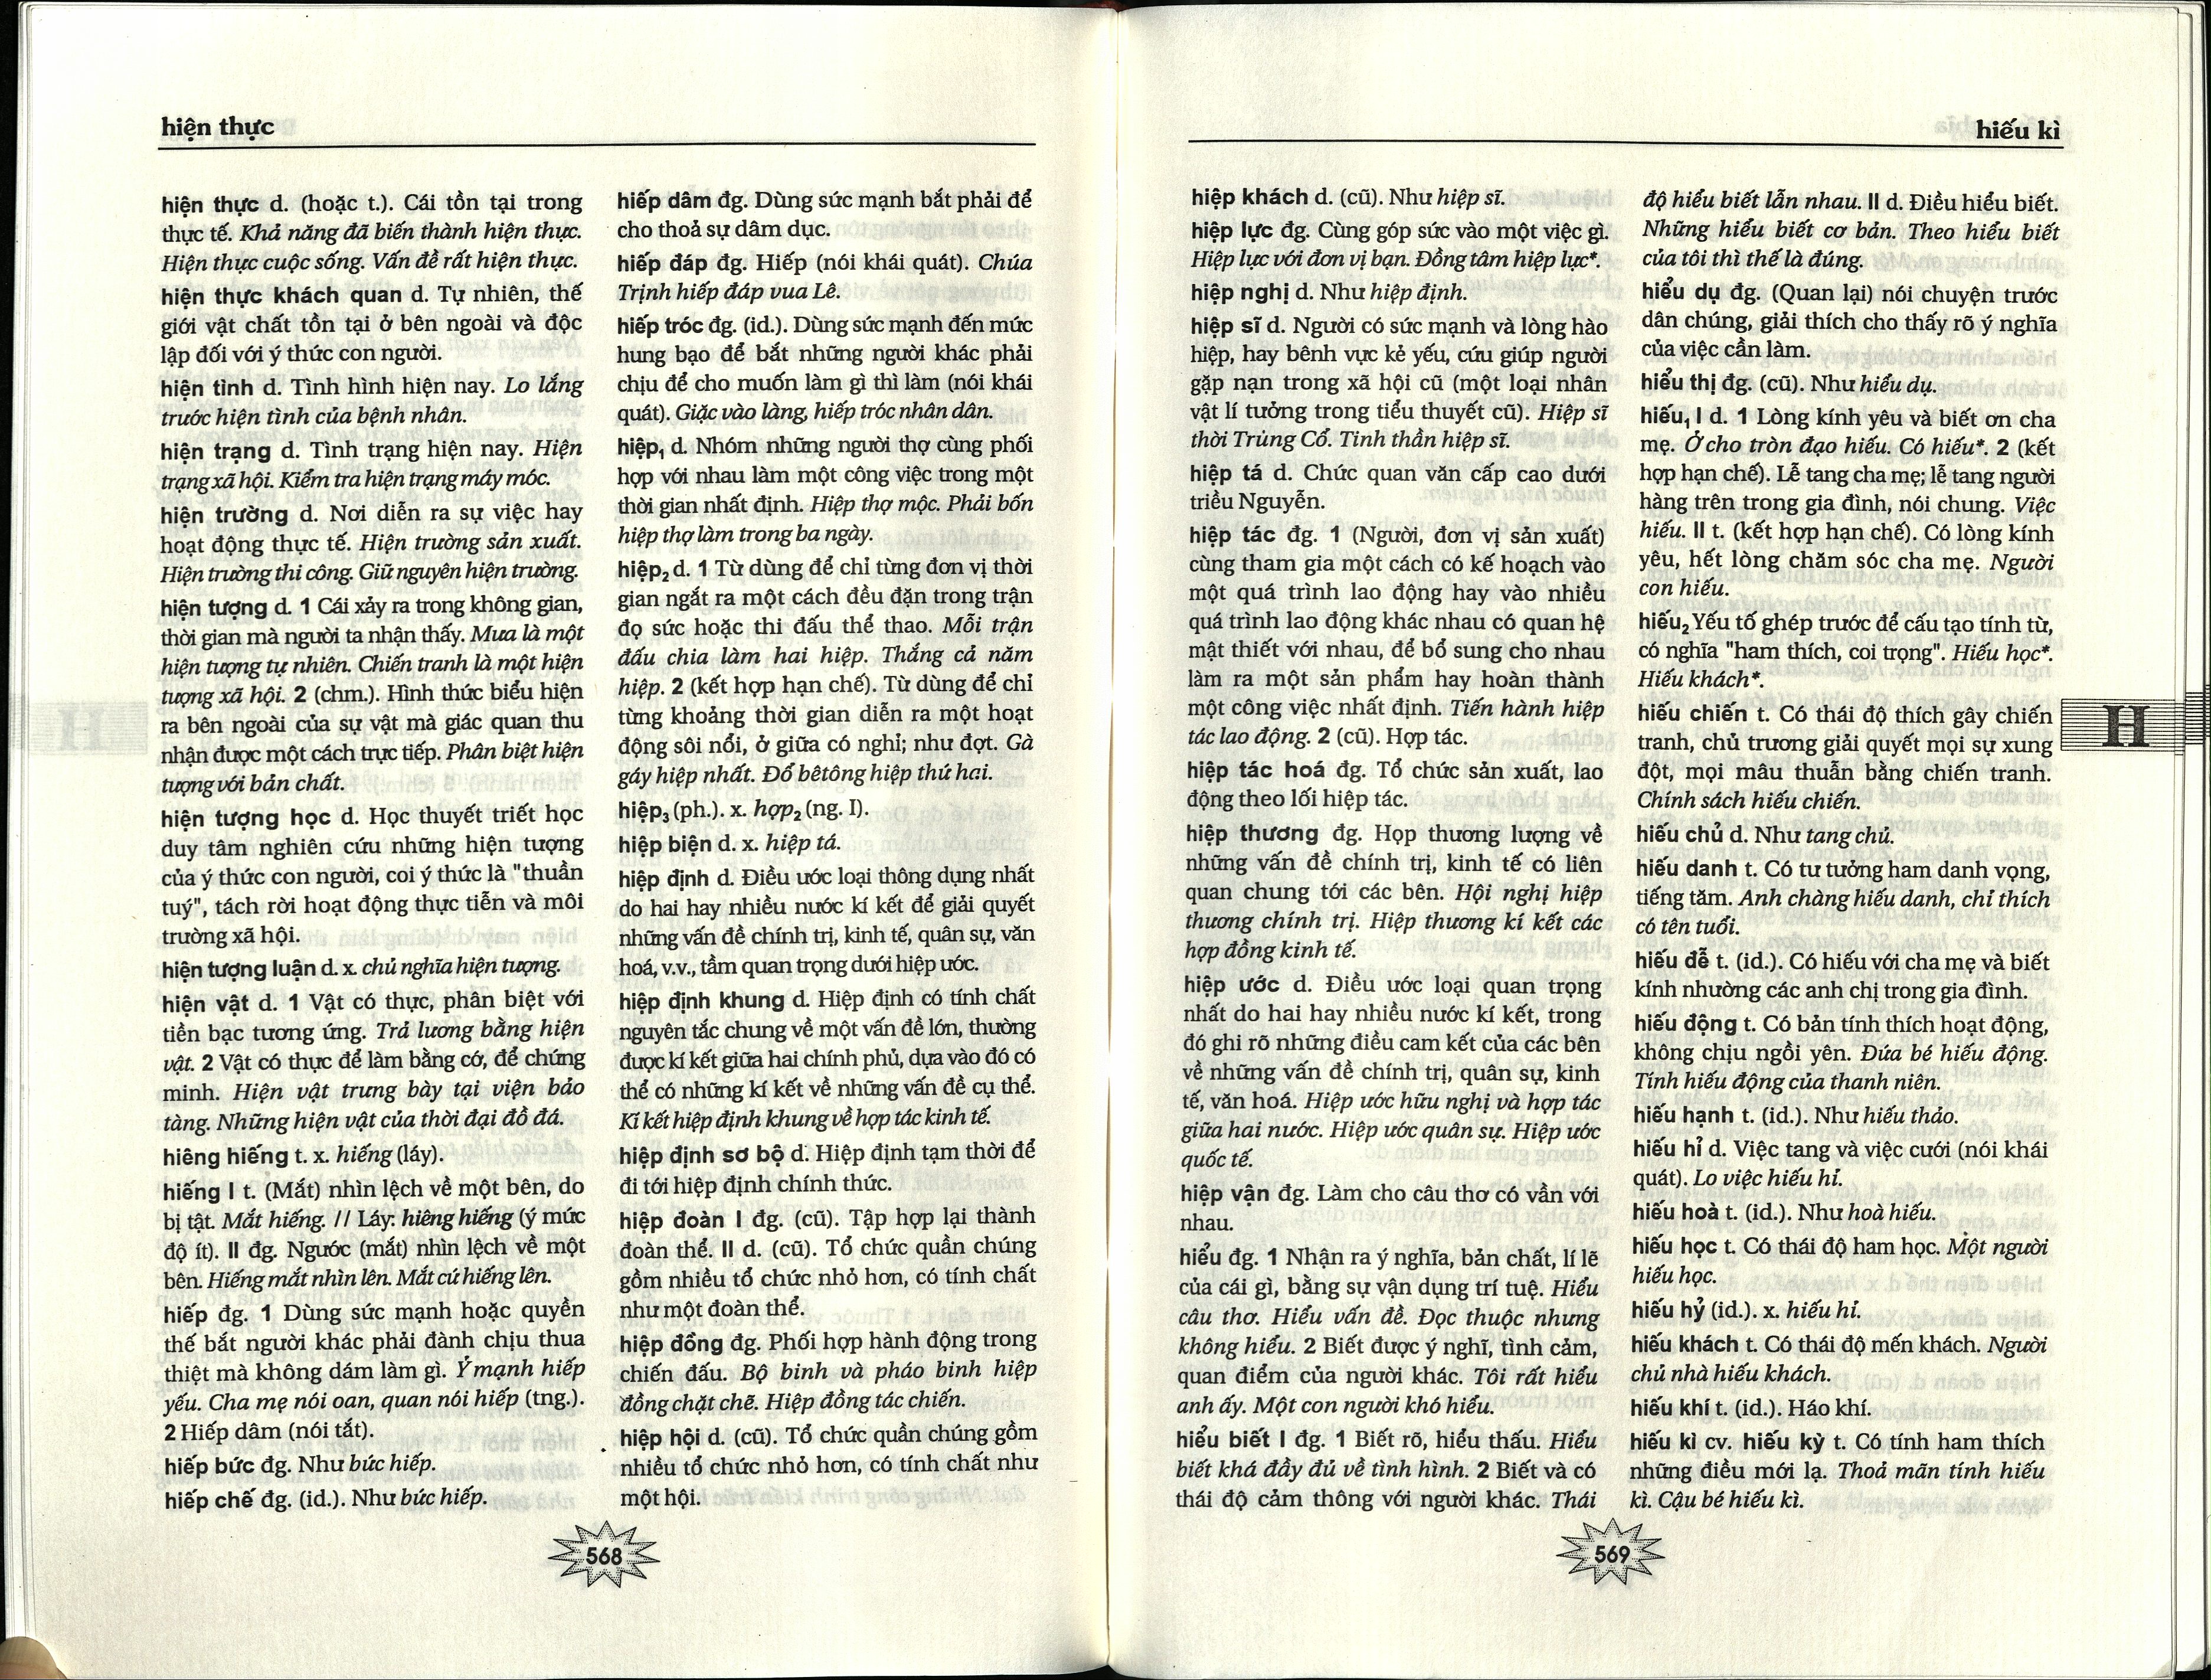 hiện thực
hiện thực d. (hoặc t.). Cái tồn tại trong
thực tế. Khả năng đã biến thành hiện thực.
Hiện thực cuộc sống. Vấn đề rất hiện thực.
hiện thực khách quan d. Tự nhiên, thế
giới vật chất tồn tại ở bên ngoài và độc
lập đối với ý thức con người.
hiện tình d. Tình hình hiện nay. Lo lắng
trước hiện tình của bệnh nhân.
hiện trạng d. Tình trạng hiện nay. Hiện
trạng xã hội. Kiểm tra hiện trạng máy móc.
hiện trường d. Nơi diễn ra sự việc hay
hoạt động thực tế. Hiện trường sản xuất.
Hiện trường thi công. Giữ nguyên hiện trường.
hiện tượng d. 1 Cái xảy ra trong không gian,
thời gian mà người ta nhận thấy. Mưa là một
hiện tượng tự nhiên. Chiến tranh là một hiện
tượng xã hội. 2 (chm.). Hình thức biểu hiện
ra bên ngoài của sự vật mà giác quan thu
nhận được một cách trực tiếp. Phân biệt hiện
tượng với bản chất.
hiện tượng học d. Học thuyết triết học
duy tâm nghiên cứu những hiện tượng
của ý thức con người, coi ý thức là "thuần
tuý", tách rời hoạt động thực tiễn và môi
trường xã hội.
hiện tượng luận d. x. chủ nghĩa hiện tượng.
hiện vật d. 1 Vật có thực, phân biệt với
tiền bạc tương ứng. Trả lương bằng hiện
vật. 2 Vật có thực để làm bằng cớ, để chứng
minh. Hiện vật trưng bày tại viện bảo
tàng. Những hiện vật của thời đại đồ đá.
hiêng hiếng t. x. hiếng (láy).
hiếng I t. (Mắt) nhìn lệch về một bên, do
bị tật. Mắt hiếng. // Láy: hiêng hiếng (ý mức
độ ít). II đg. Ngước (mắt) nhìn lệch về một
bên. Hiếng mắt nhìn lên. Mắt cứ hiếng lên.
hiếp đg. 1 Dùng sức mạnh hoặc quyền
thế bắt người khác phải đành chịu thua
thiệt mà không dám làm gì. Ỷ mạnh hiếp
yếu. Cha mẹ nói oan, quan nói hiếp (tng.).
2 Hiếp dâm (nói tắt).
hiếp bức đg. Như bức hiếp.
hiếp chế đg. (id.). Như bức hiếp.
hiếp dâm đg. Dùng sức mạnh bắt phải để
cho thoả sự dâm dục.
hiếp đáp đg. Hiếp (nói khái quát). Chúa
Trịnh hiếp đáp vua Lê.
hiếp tróc đg. (id.). Dùng sức mạnh đến mức
hung bạo để bắt những người khác phải
chịu để cho muốn làm gì thì làm (nói khái
quát). Giặc vào làng, hiếp tróc nhân dân.
hiệp₁ d. Nhóm những người thợ cùng phối
hợp với nhau làm một công việc trong một
thời gian nhất định. Hiệp thợ mộc. Phải bốn
hiệp thợ làm trong ba ngày.
hiệp₂ d. 1 Từ dùng để chỉ từng đơn vị thời
gian ngắt ra một cách đều đặn trong trận
đọ sức hoặc thi đấu thể thao. Mỗi trận
đấu chia làm hai hiệp. Thắng cả năm
hiệp. 2 (kết hợp hạn chế). Từ dùng để chỉ
từng khoảng thời gian diễn ra một hoạt
động sôi nổi, ở giữa có nghỉ; như đợt. Gà
gáy hiệp nhất. Đổ bêtông hiệp thứ hai.
hiệp₃ (ph.). x. hợp₂ (ng. I).
hiệp biện d. x. hiệp tá.
hiệp định d. Điều ước loại thông dụng nhất
do hai hay nhiều nước kí kết để giải quyết
những vấn đề chính trị, kinh tế, quân sự, văn
hoá, v.v., tầm quan trọng dưới hiệp ước.
hiệp định khung d. Hiệp định có tính chất
nguyên tắc chung về một vấn đề lớn, thường
được kí kết giữa hai chính phủ, dựa vào đó có
thể có những kí kết về những vấn đề cụ thể.
Kí kết hiệp định khung về hợp tác kinh tế.
hiệp định sơ bộ d. Hiệp định tạm thời để
đi tới hiệp định chính thức.
hiệp đoàn I đg. (cũ). Tập hợp lại thành
đoàn thể. II d. (cũ). Tổ chức quần chúng
gồm nhiều tổ chức nhỏ hơn, có tính chất
như một đoàn thể.
hiệp đồng đg. Phối hợp hành động trong
chiến đấu. Bộ binh và pháo binh hiệp
đồng chặt chẽ. Hiệp đồng tác chiến.
hiệp hội d. (cũ). Tổ chức quần chúng gồm
nhiều tổ chức nhỏ hơn, có tính chất như
một hội.
568
hiếu kì
hiệp khách d. (cũ). Như hiệp sĩ.
hiệp lực đg. Cùng góp sức vào một việc gì.
Hiệp lực với đơn vị bạn. Đồng tâm hiệp lực*.
hiệp nghị d. Như hiệp định.
hiệp sĩ d. Người có sức mạnh và lòng hào
hiệp, hay bênh vực kẻ yếu, cứu giúp người
gặp nạn trong xã hội cũ (một loại nhân
vật lí tưởng trong tiểu thuyết cũ). Hiệp sĩ
thời Trung Cổ. Tinh thần hiệp sĩ.
hiệp tá d. Chức quan văn cấp cao dưới
triều Nguyễn.
hiệp tác đg. 1 (Người, đơn vị sản xuất)
cùng tham gia một cách có kế hoạch vào
một quá trình lao động hay vào nhiều
quá trình lao động khác nhau có quan hệ
mật thiết với nhau, để bổ sung cho nhau
làm ra một sản phẩm hay hoàn thành
một công việc nhất định. Tiến hành hiệp
tác lao động. 2 (cũ). Hợp tác.
hiệp tác hoá đg. Tổ chức sản xuất, lao
động theo lối hiệp tác.
hiệp thương đg. Họp thương lượng về
những vấn đề chính trị, kinh tế có liên
quan chung tới các bên. Hội nghị hiệp
thương chính trị. Hiệp thương kí kết các
hợp đồng kinh tế.
hiệp ước d. Điều ước loại quan trọng
nhất do hai hay nhiều nước kí kết, trong
đó ghi rõ những điều cam kết của các bên
về những vấn đề chính trị, quân sự, kinh
tế, văn hoá. Hiệp ước hữu nghị và hợp tác
giữa hai nước. Hiệp ước quân sự. Hiệp ước
quốc tế.
hiệp vận đg. Làm cho câu thơ có vần với
nhau.
hiểu đg. 1 Nhận ra ý nghĩa, bản chất, lí lẽ
của cái gì, bằng sự vận dụng trí tuệ. Hiểu
câu thơ. Hiểu vấn đề. Đọc thuộc nhưng
không hiểu. 2 Biết được ý nghĩ, tình cảm,
quan điểm của người khác. Tôi rất hiểu
anh ấy. Một con người khó hiểu.
hiểu biết I đg. 1 Biết rõ, hiểu thấu. Hiểu
biết khá đầy đủ về tình hình. 2 Biết và có
thái độ cảm thông với người khác. Thái
độ hiểu biết lẫn nhau. II d. Điều hiểu biết.
Những hiểu biết cơ bản. Theo hiểu biết
của tôi thì thế là đúng.
hiểu dụ đg. (Quan lại) nói chuyện trước
dân chúng, giải thích cho thấy rõ ý nghĩa
của việc cần làm.
hiểu thị đg. (cũ). Như hiểu dụ.
hiếu₁ I d. 1 Lòng kính yêu và biết ơn cha
mẹ. Ở cho tròn đạo hiếu. Có hiếu*. 2 (kết
hợp hạn chế). Lễ tang cha mẹ; lễ tang người
hàng trên trong gia đình, nói chung. Việc
hiếu. II t. (kết hợp hạn chế). Có lòng kính
yêu, hết lòng chăm sóc cha mẹ. Người
con hiếu.
hiếu₂ Yếu tố ghép trước để cấu tạo tính từ,
có nghĩa "ham thích, coi trọng". Hiếu học*.
Hiếu khách*.
hiếu chiến t. Có thái độ thích gây chiến
tranh, chủ trương giải quyết mọi sự xung
đột, mọi mâu thuẫn bằng chiến tranh.
Chính sách hiếu chiến.
hiếu chủ d. Như tang chủ.
hiếu danh t. Có tư tưởng ham danh vọng,
tiếng tăm. Anh chàng hiếu danh, chỉ thích
có tên tuổi.
hiếu đễ t. (id.). Có hiếu với cha mẹ và biết
kính nhường các anh chị trong gia đình.
hiếu động t. Có bản tính thích hoạt động,
không chịu ngồi yên. Đứa bé hiếu động.
Tính hiếu động của thanh niên.
hiếu hạnh t. (id.). Như hiếu thảo.
hiếu hỉ d. Việc tang và việc cưới (nói khái
quát). Lo việc hiếu hỉ.
hiếu hoà t. (id.). Như hoà hiếu.
hiếu học t. Có thái độ ham học. Một người
hiếu học.
hiếu hỷ (id.). x. hiếu hỉ.
hiếu khách t. Có thái độ mến khách. Người
chủ nhà hiếu khách.
hiếu khí t. (id.). Háo khí.
hiếu kì cv. hiếu kỳ t. Có tính ham thích
những điều mới lạ. Thoả mãn tính hiếu
kì. Cậu bé hiếu kì.
H
569